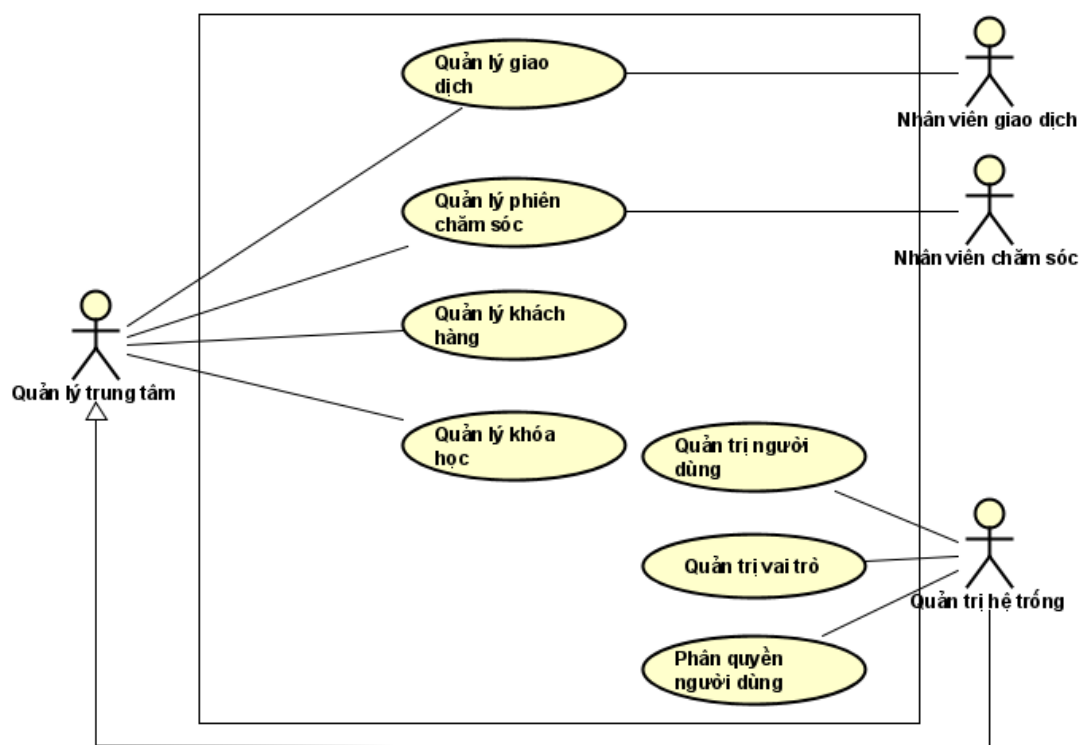 Quản lý giao
dịch
Nhân viên giao dịch
Quản lý phiên
chăm sóc
Nhân viên chăm sóc
Quản lý khách
hàng
Quản lý trung tâm
Quản lý khóa
học
Quản trị người
dùng
Quản trị vai trò
Quản trị hệ trống
Phân quyền
người dùng